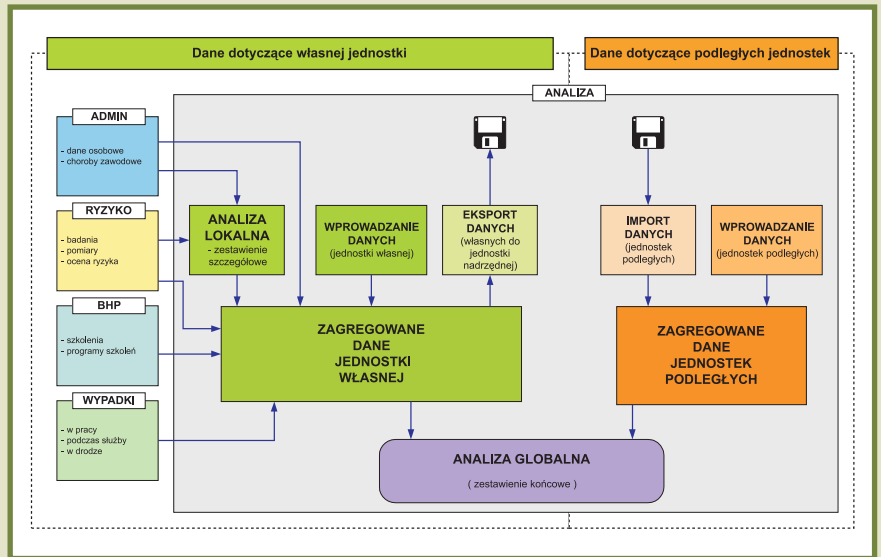 Dane dotyczące własnej jednostki
Dane dotyczące podległych jednostek
ANALIZA
ADMIN
- dane osobowe
- choroby zawodowe
RYZYKO
- badania
- pomiary
- ocena ryzyka
BHP
- szkolenia
- programy szkoleń
WYPADKI
- w pracy
- podczas służby
- w drodze
ANALIZA
LOKALNA
- zestawienie
szczegółowe
WPROWADZANIE
DANYCH
(jednostki własnej)
EKSPORT
DANYCH
(własnych do
jednostki
nadrzędnej)
IMPORT
DANYCH
(jednostek
podległych)
WPROWADZANIE
DANYCH
(jednostek podległych)
ZAGREGOWANE
DANE
JEDNOSTKI
WŁASNEJ
ZAGREGOWANE
DANE
JEDNOSTEK
PODLEGŁYCH
ANALIZA GLOBALNA
( zestawienie końcowe )